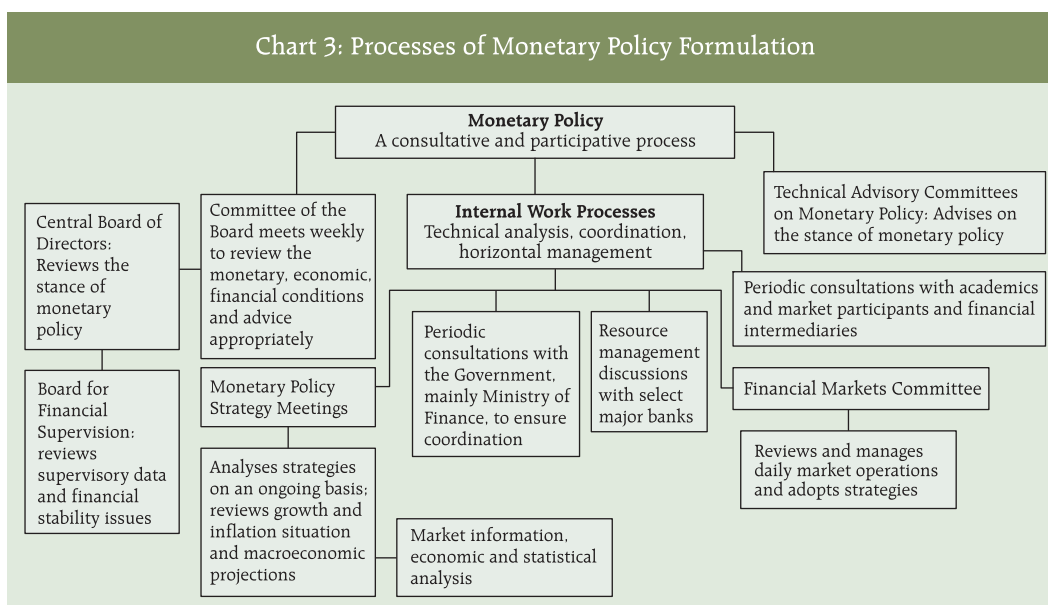 Chart 3: Processes of Monetary Policy Formulation
Monetary Policy
A consultative and participative process
Central Board of
Directors:
Reviews the
stance of
monetary
policy
Committee of the
Board meets weekly
to review the
monetary, economic,
financial conditions
and advice
appropriately
Internal Work Processes
Technical analysis, coordination,
horizontal management
Technical Advisory Committees
on Monetary Policy: Advises on
the stance of monetary policy
Periodic consultations with academics
and market participants and financial
intermediaries
Board for
Financial
Supervision:
reviews
supervisory data
and financial
stability issues
Monetary Policy
Strategy Meetings
Periodic
consultations with
the Government,
mainly Ministry of
Finance, to ensure
coordination
Resource
management
discussions
with select
major banks
Financial Markets Committee
Reviews and manages
daily market operations
and adopts strategies
Analyses strategies
on an ongoing basis;
reviews growth and
inflation situation
and macroeconomic
projections
Market information,
economic and statistical
analysis